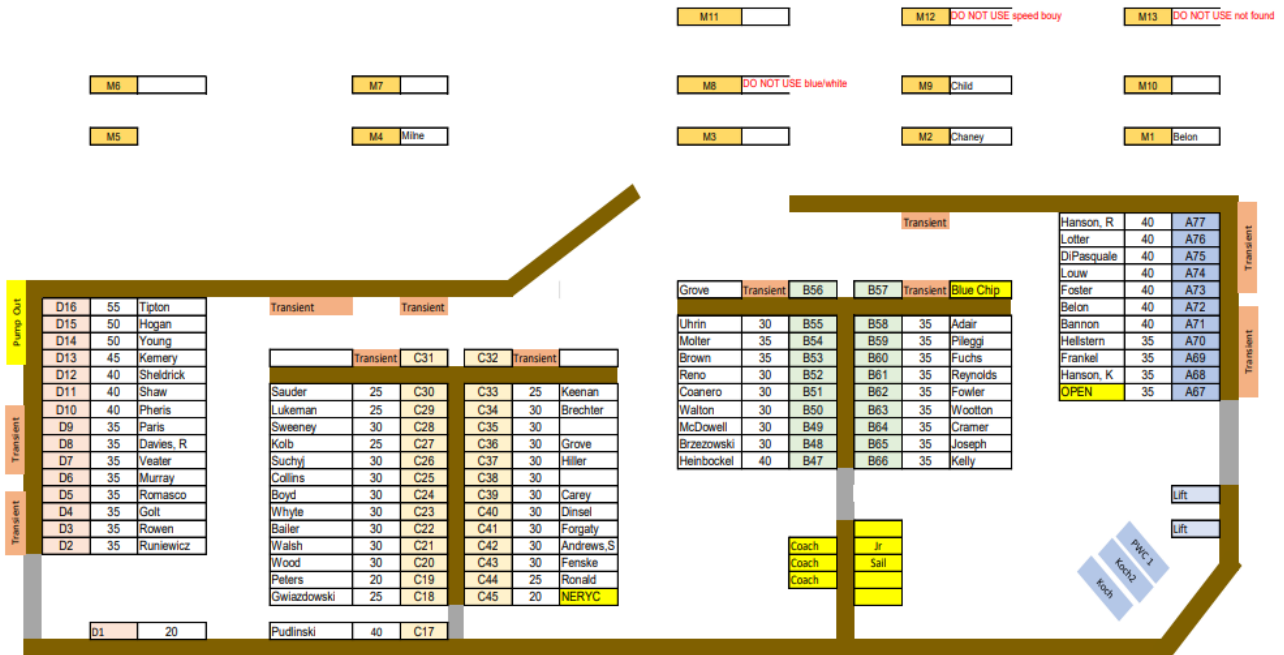 M11 M12 DO NOT USE speed bouy M13 DO NOT USE not found
M6 M7 M8 DO NOT USE blue/white M9 Child M10
M5 M4 Milne M3 M2 Chaney M1 Belon
Pump Out
Transient
Transient
D16 55 Tipton
D15 50 Hogan
D14 50 Young
D13 45 Kemery
D12 40 Sheldrick
D11 40 Shaw
D10 40 Pheris
D9 35 Paris
D8 35 Davies, R
D7 35 Veater
D6 35 Murray
D5 35 Romasco
D4 35 Golt
D3 35 Rowen
D2 35 Runiewicz
D1 20
Transient Transient
Transient C31 C32 Transient
Sauder 25 C30 C33 25 Keenan
Lukeman 25 C29 C34 30 Brechter
Sweeney 30 C28 C35 30
Kolb 25 C27 C36 30 Grove
Suchyj 30 C26 C37 30 Hiller
Collins 30 C25 C38 30
Boyd 30 C24 C39 30 Carey
Whyte 30 C23 C40 30 Dinsel
Bailer 30 C22 C41 30 Forgaty
Walsh 30 C21 C42 30 Andrews,S
Wood 30 C20 C43 30 Fenske
Peters 20 C19 C44 25 Ronald
Gwiazdowski 25 C18 C45 20 NERYC
Pudlinski 40 C17
Transient
Grove Transient B56 B57 Transient Blue Chip
Uhrin 30 B55 B58 35 Adair
Molter 35 B54 B59 35 Pileggi
Brown 35 B53 B60 35 Fuchs
Reno 30 B52 B61 35 Reynolds
Coanero 30 B51 B62 35 Fowler
Walton 30 B50 B63 35 Wootton
McDowell 30 B49 B64 35 Cramer
Brzezowski 30 B48 B65 35 Joseph
Heinbockel 40 B47 B66 35 Kelly
Coach Jr
Coach Sail
Coach
Hanson, R 40 A77
Lotter 40 A76
DiPasquale 40 A75
Louw 40 A74
Foster 40 A73
Belon 40 A72
Bannon 40 A71
Hellstern 35 A70
Frankel 35 A69
Hanson, K 35 A68
OPEN 35 A67
Transient
Transient
Lift
Lift
PWC 1
Koch2
Koch